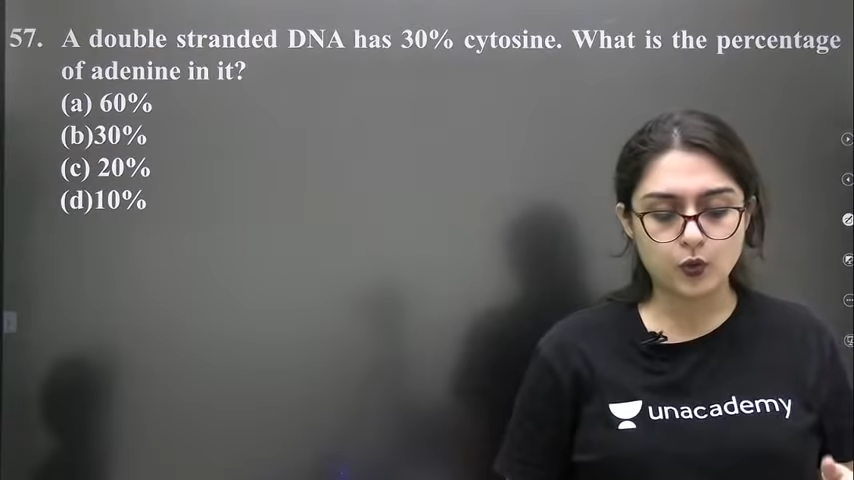 57. A double stranded DNA has 30% cytosine. What is the percentage
of adenine in it?
(a) 60%
(b)30%
(c) 20%
(d)10%
unacademy